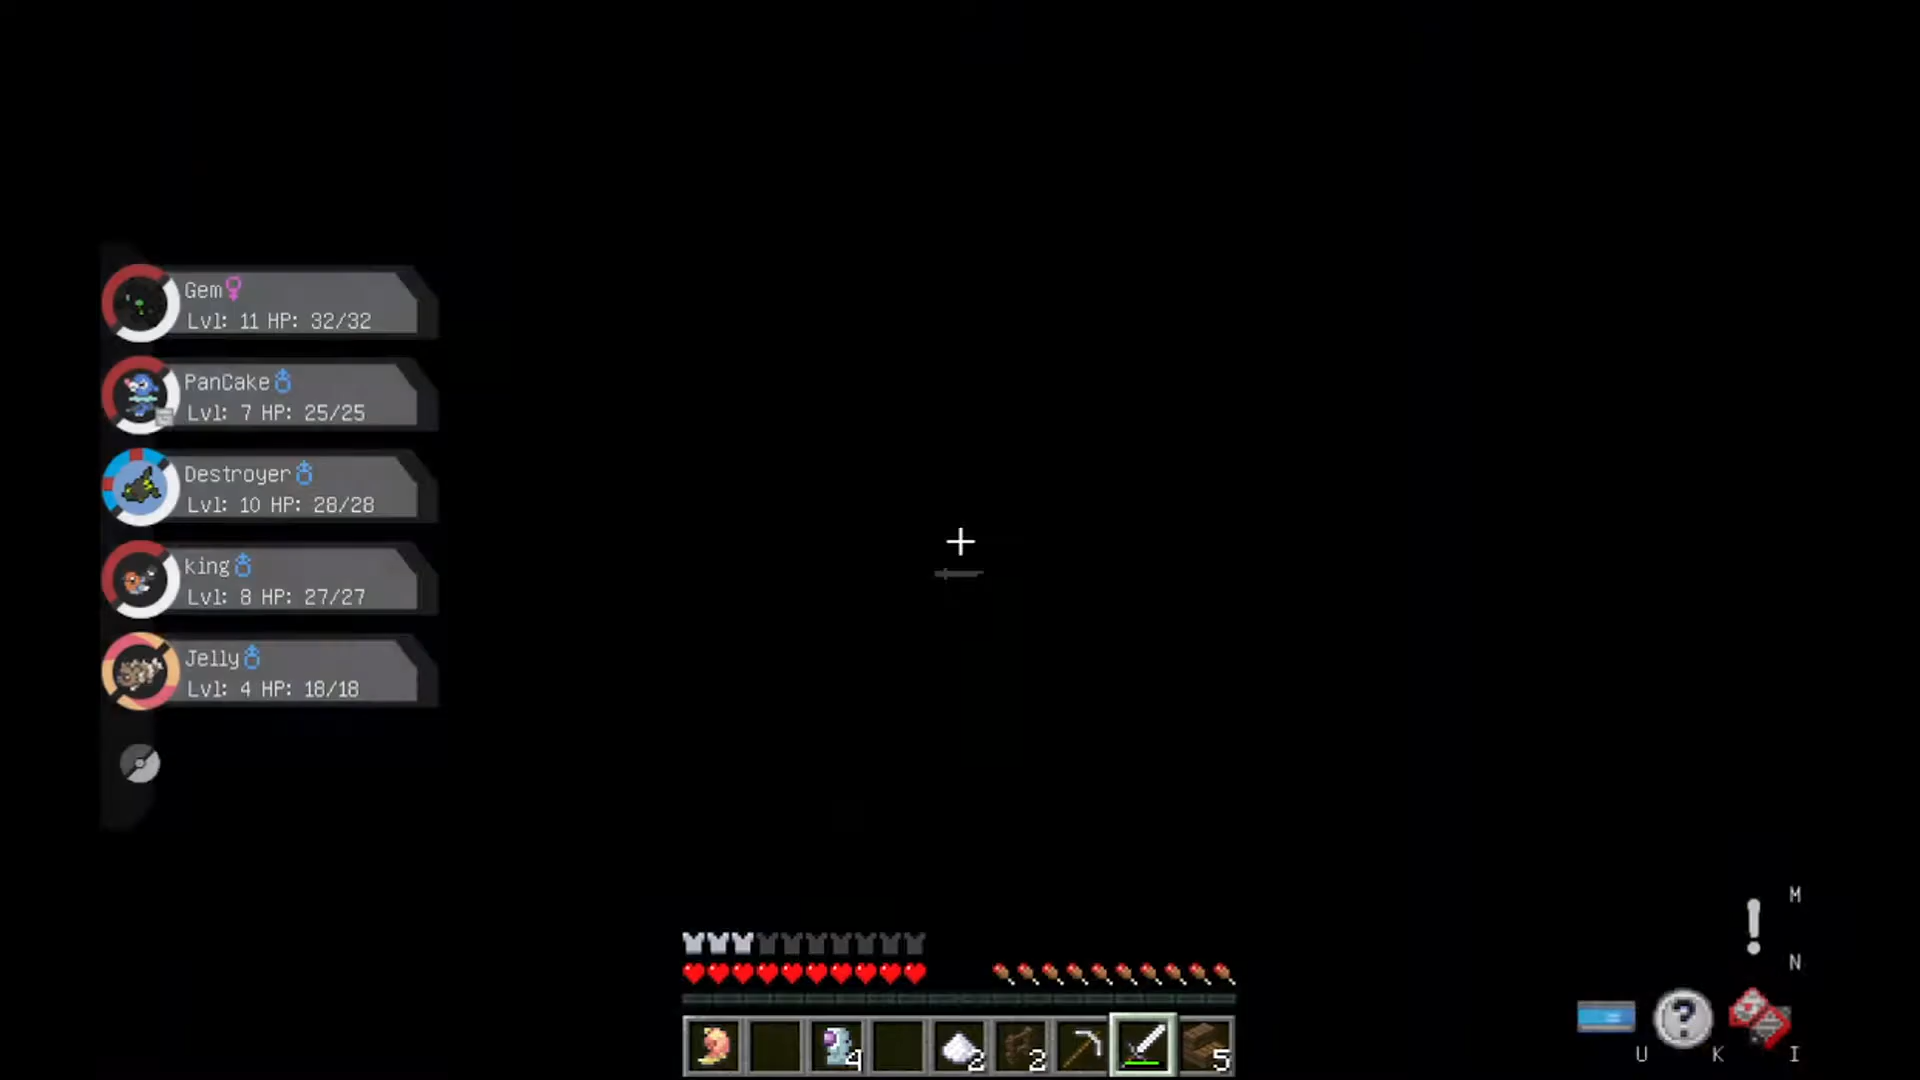 Gem♀
Lvl: 11 HP: 32/32
PanCake♂
Lvl: 7 HP: 25/25
Destroyer♂
Lvl: 10 HP: 28/28
king♂
Lvl: 8 HP: 27/27
Jelly♂
Lvl: 4 HP: 18/18
M
N
?
U
K
I
4
2
2
5